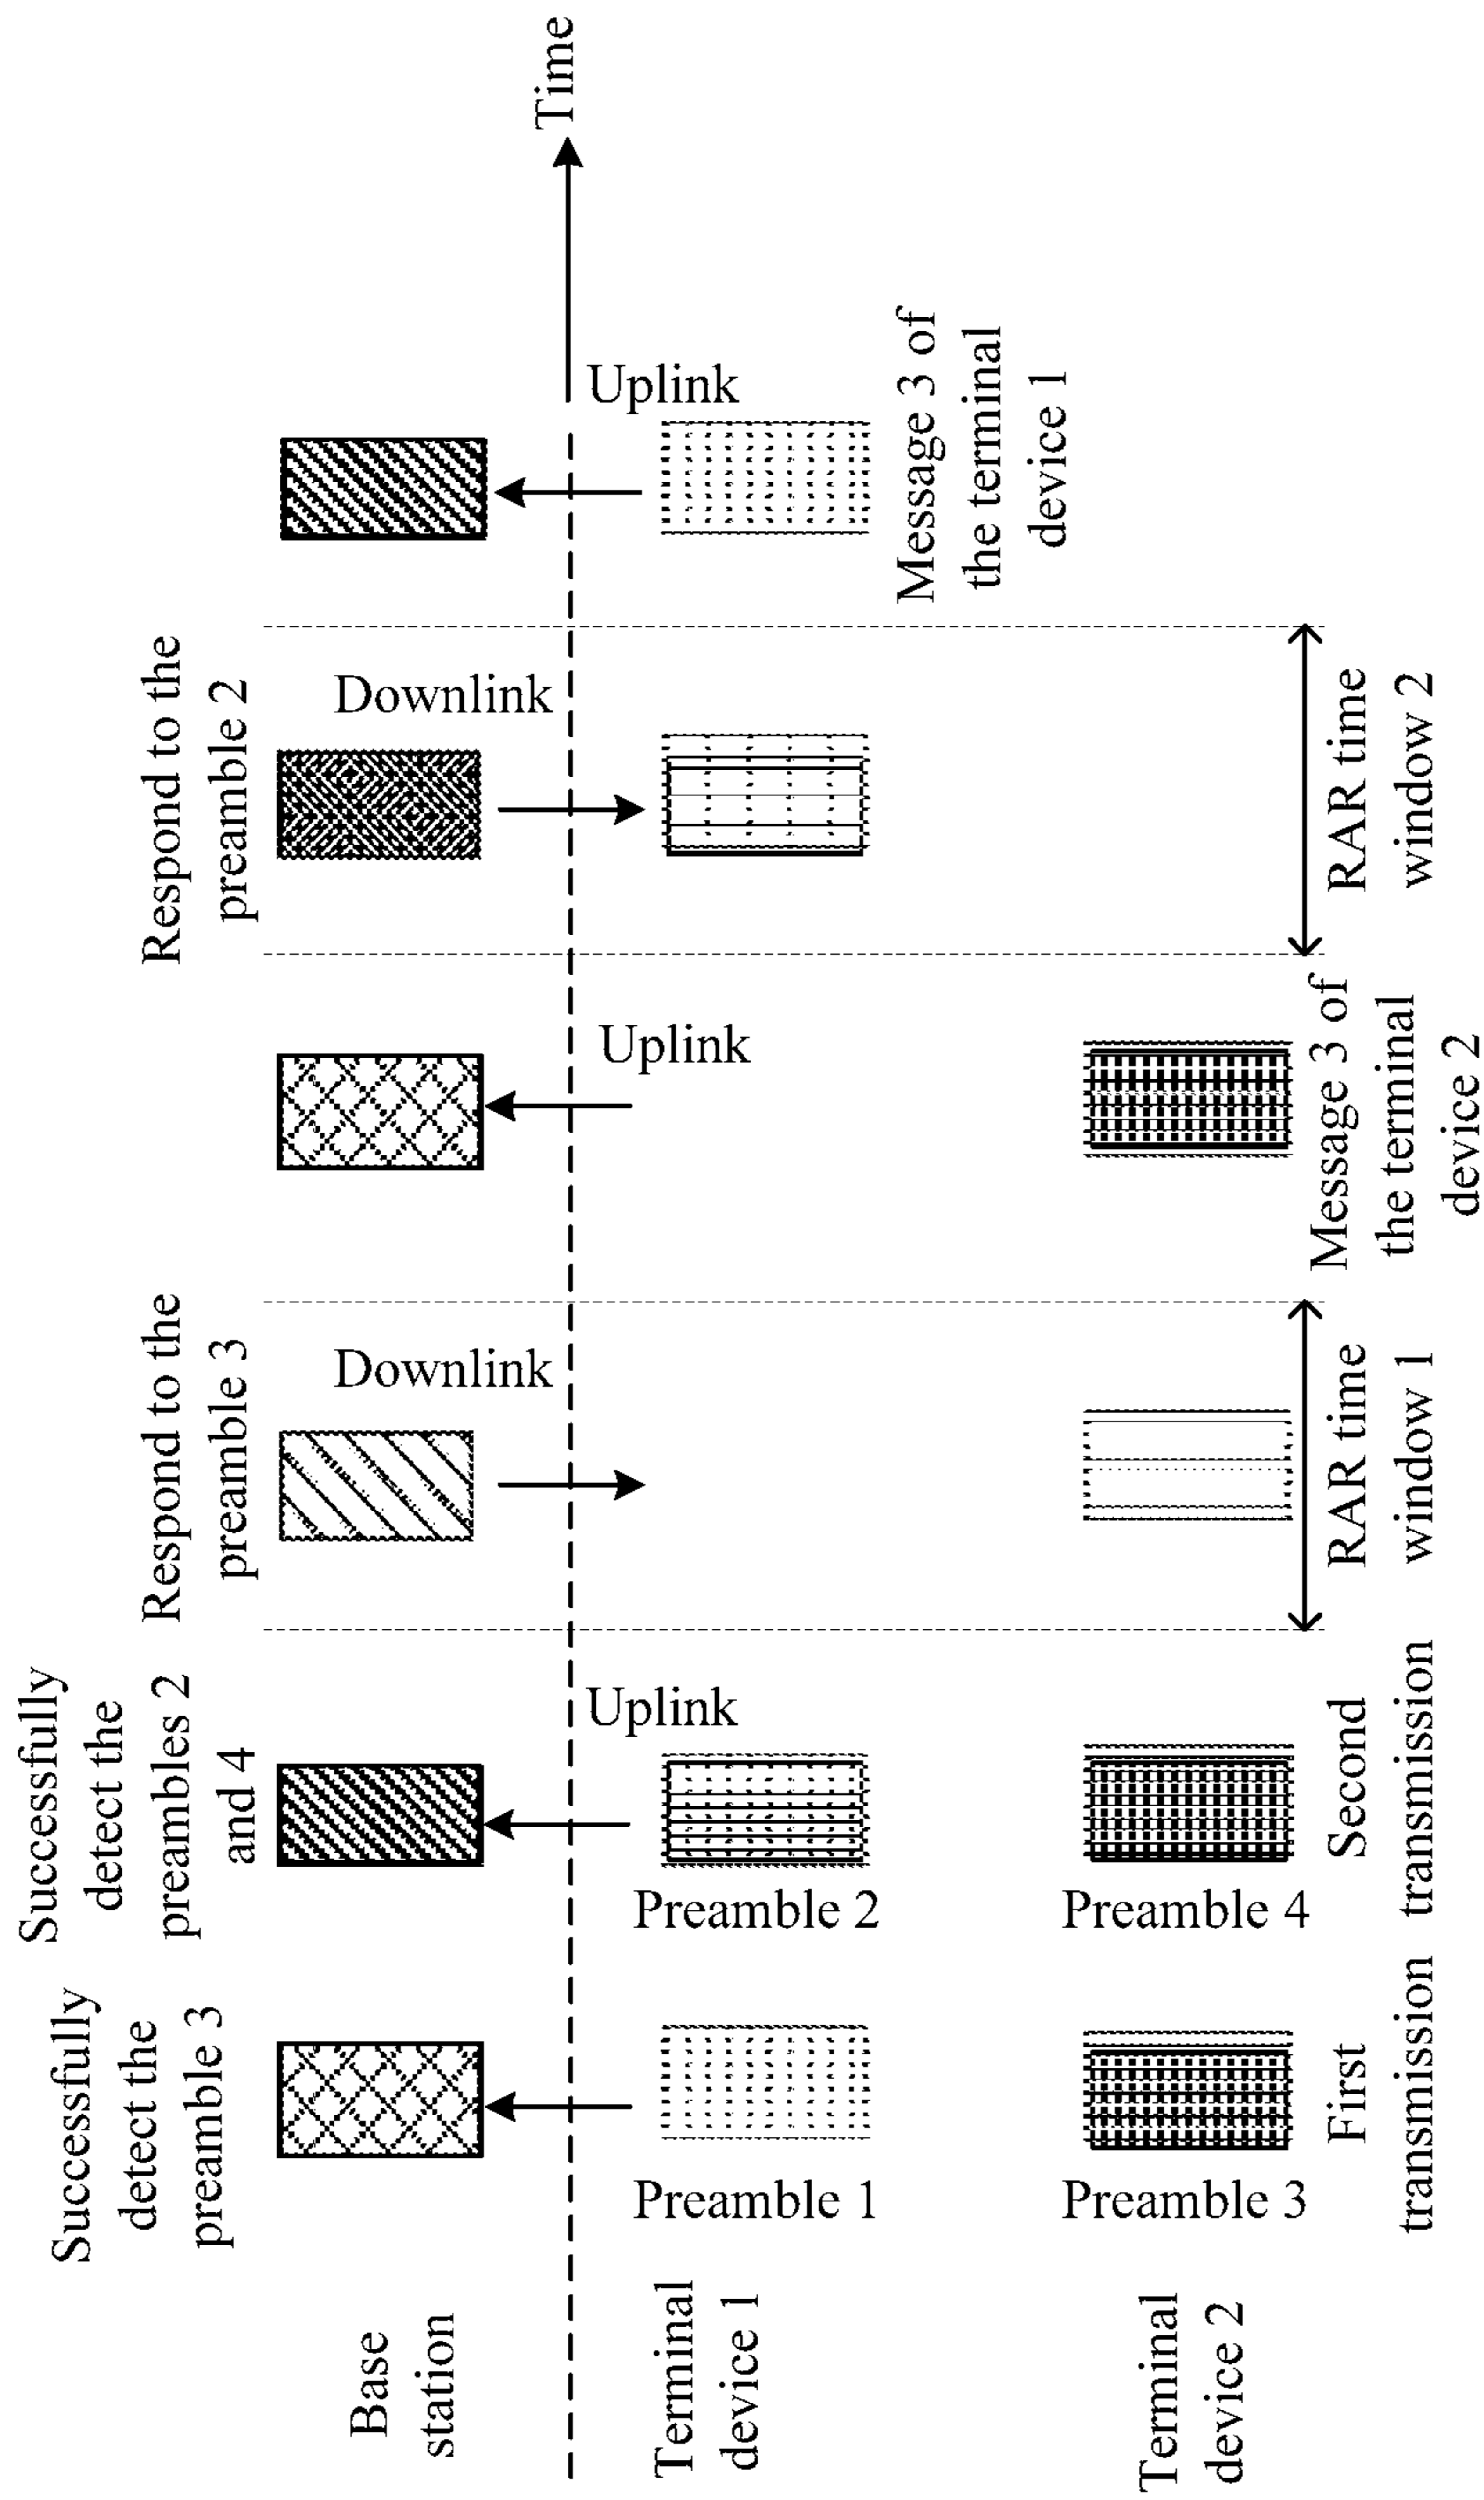 Successfully
detect the
preamble 3
Successfully
detect the
preambles 2
and 4
Respond to the
preamble 3
Respond to the
preamble 2
Base
station
Downlink
Downlink
Time
Uplink
Uplink
Uplink
Terminal
device 1
Preamble 1
Preamble 2
Message 3 of
the terminal
device 1
Terminal
device 2
Preamble 3
Preamble 4
First
transmission
Second
transmission
RAR time
window 1
Message 3 of
the terminal
device 2
RAR time
window 2